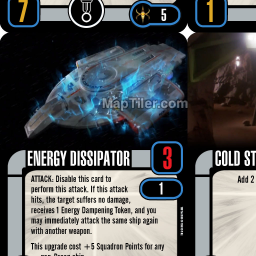 7
5
1
MapTiler.com
ENERGY DISSIPATOR
3
COLD ST
ATTACK: Disable this card to
perform this attack. If this attack
hits, the target suffers no damage,
receives 1 Energy Dampening Token, and you
may immediately attack the same ship again
with another weapon.
1
Add 2
This upgrade cost +5 Squadron Points for any